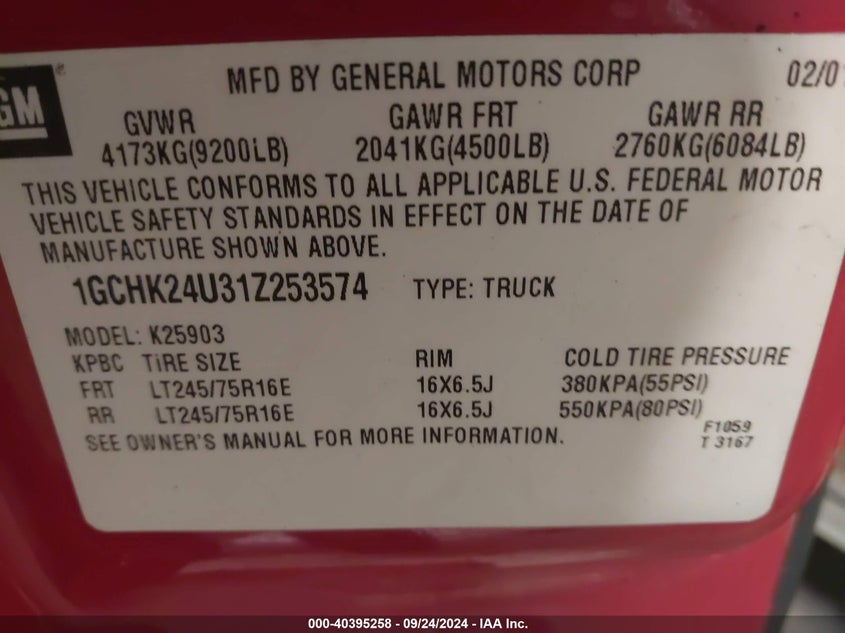 GM
MFD BY GENERAL MOTORS CORP 02/01
GVWR GAWR FRT GAWR RR
4173KG(9200LB) 2041KG(4500LB) 2760KG(6084LB)
THIS VEHICLE CONFORMS TO ALL APPLICABLE U.S. FEDERAL MOTOR
VEHICLE SAFETY STANDARDS IN EFFECT ON THE DATE OF
MANUFACTURE SHOWN ABOVE.
1GCHK24U31Z253574 TYPE: TRUCK
MODEL: K25903
KPBC TIRE SIZE RIM COLD TIRE PRESSURE
FRT LT245/75R16E 16X6.5J 380KPA(55PSI)
RR LT245/75R16E 16X6.5J 550KPA(80PSI)
SEE OWNER'S MANUAL FOR MORE INFORMATION. F1059
T 3167
000-40395258 - 09/24/2024 - IAA Inc.